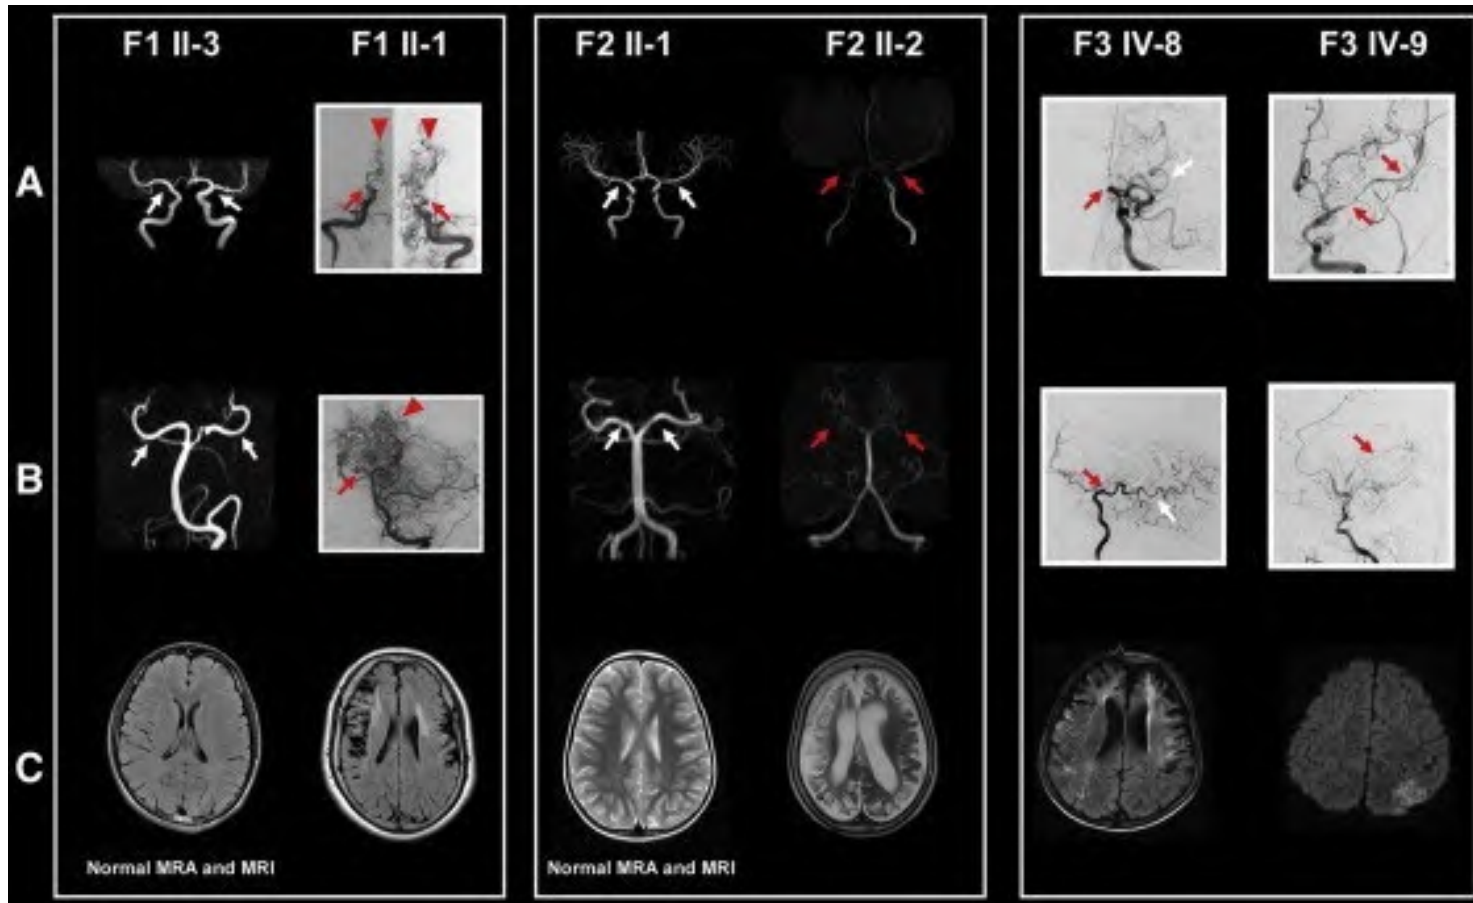 F1 II-3 F1 II-1 F2 II-1 F2 II-2 F3 IV-8 F3 IV-9
A
B
C
Normal MRA and MRI Normal MRA and MRI